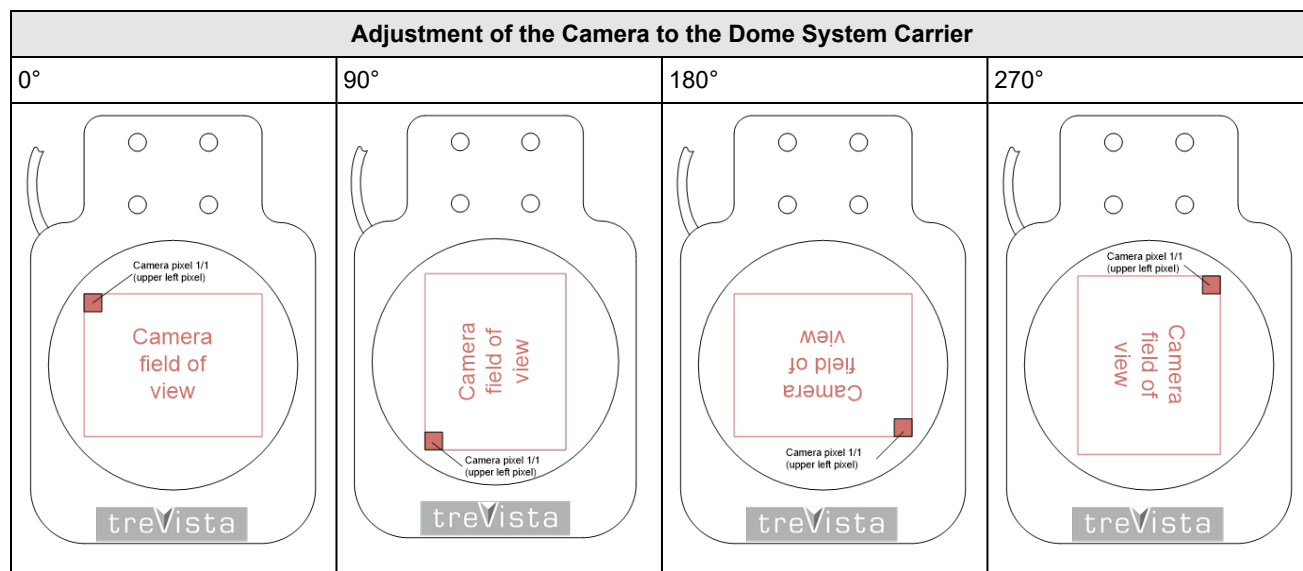 Adjustment of the Camera to the Dome System Carrier
0°
90°
180°
270°
Camera pixel 1/1
(upper left pixel)
Camera
field of
view
treVista
Camera
field of
view
Camera pixel 1/1
(upper left pixel)
treVista
Camera
field of
view
Camera pixel 1/1
(upper left pixel)
treVista
Camera pixel 1/1
(upper left pixel)
Camera
field of
view
treVista